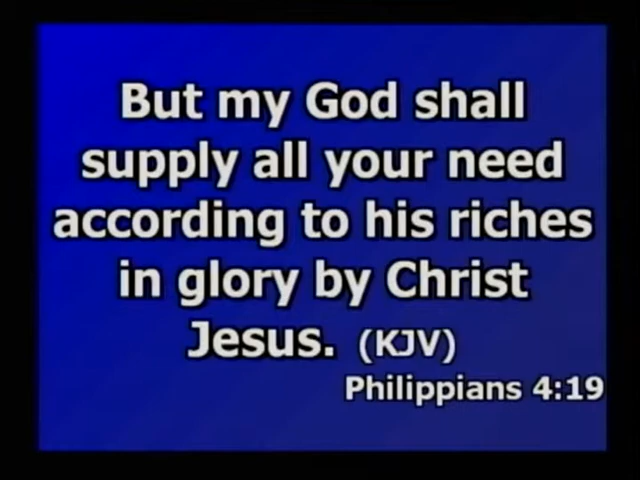 But my God shall
supply all your need
according to his riches
in glory by Christ
Jesus. (KJV)
Philippians 4:19